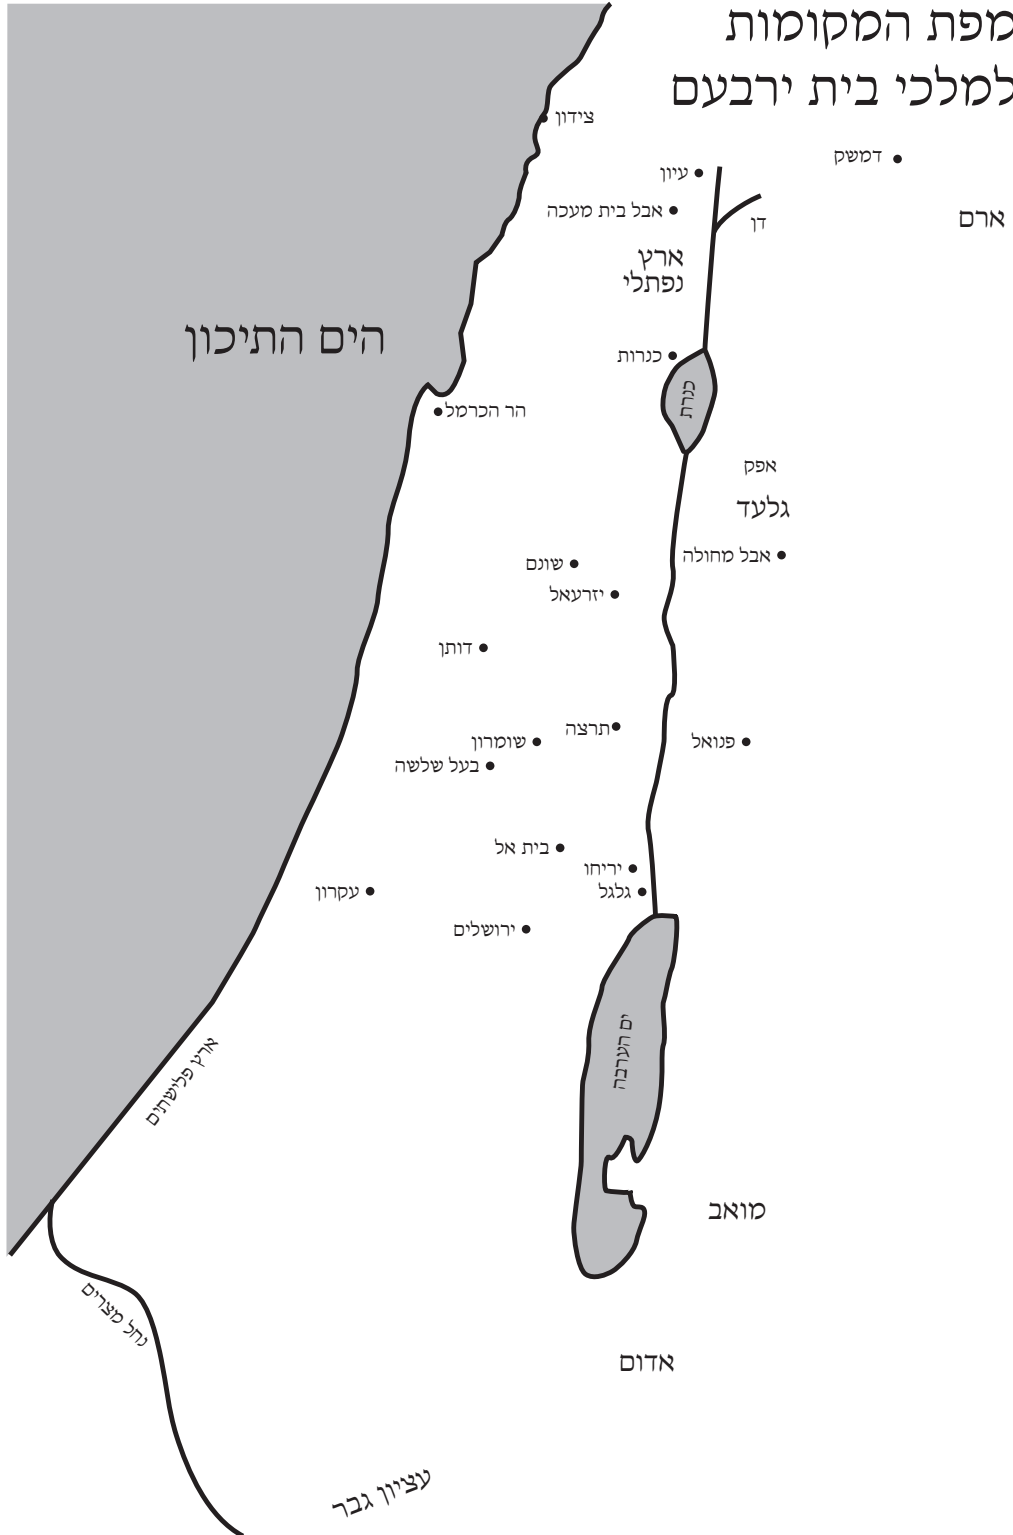 מפת המקומות
למלכי בית ירבעם
צידון
דמשק
עיון
אבל בית מעכה
דן
ארם
ארץ
נפתלי
הים התיכון
כנרות
כנרת
הר הכרמל
אפק
גלעד
אבל מחולה
שונם
יזרעאל
דותן
תרצה
שומרון
פנואל
בעל שלשה
בית אל
יריחו
גלגל
עקרון
ירושלים
ים הערבה
ארץ פלישתים
מואב
נחל מצרים
אדום
עציון גבר